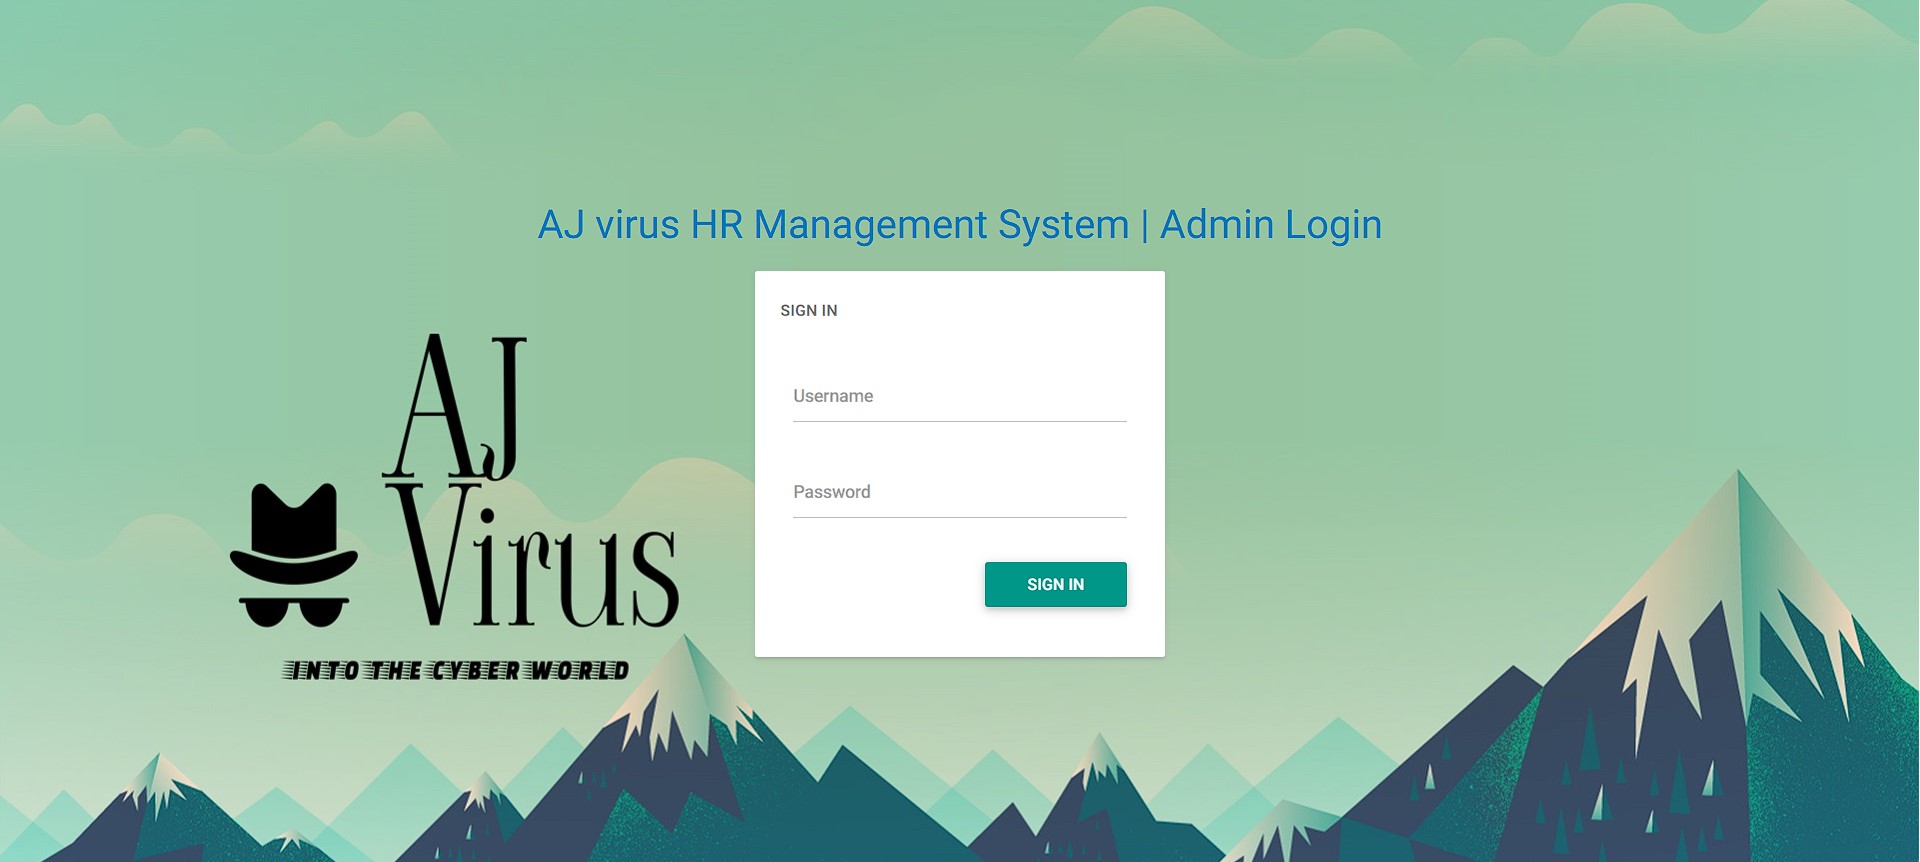 AJ virus HR Management System | Admin Login
SIGN IN
Username
Password
SIGN IN
AJ
Virus
INTO THE CYBER WORLD